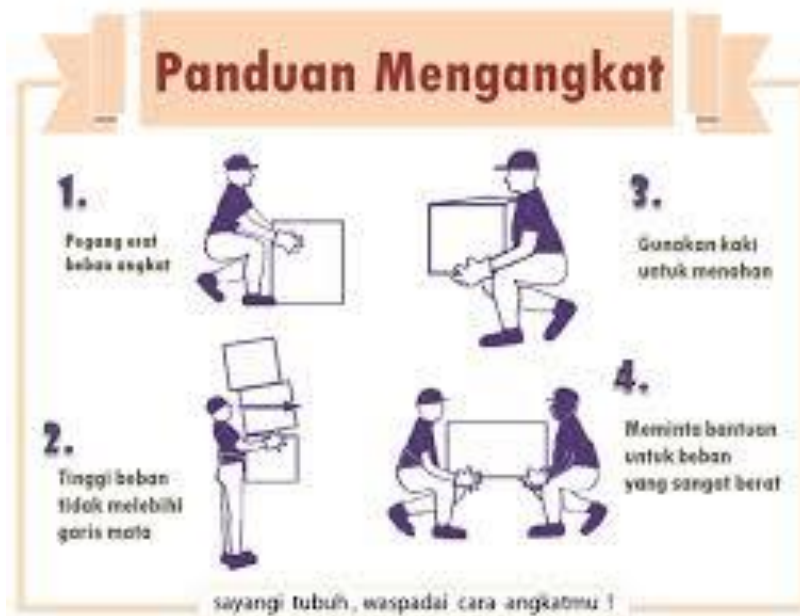 Panduan Mengangkat
1.
Pegang erat
beban angkat
2.
Tinggi beban
tidak melebihi
garis mata
3.
Gunakan kaki
untuk menahan
4.
Meminta bantuan
untuk beban
yang sangat berat
sayangi tubuh, waspadai cara angkatmu !